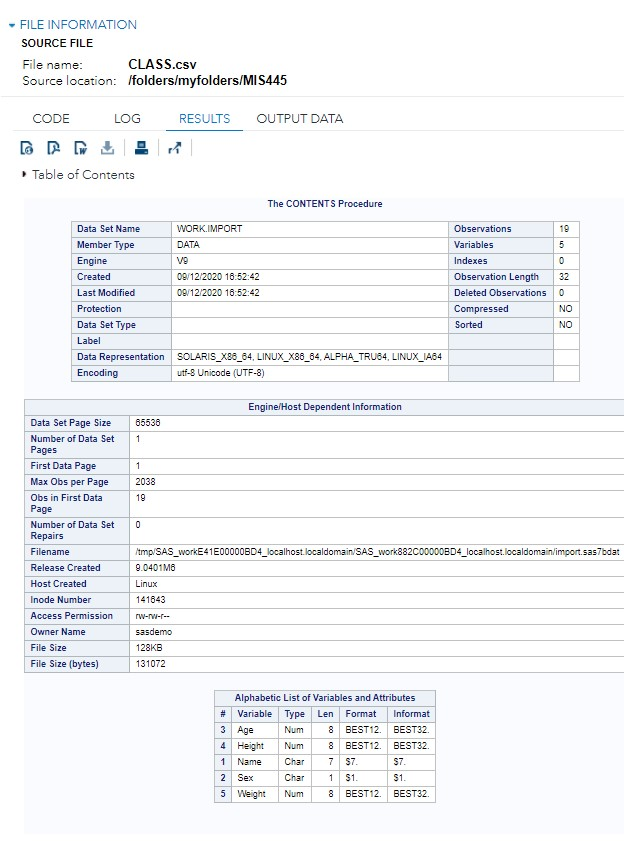 FILE INFORMATION
SOURCE FILE
File name: CLASS.csv
Source location: /folders/myfolders/MIS445
CODE LOG RESULTS OUTPUT DATA
Table of Contents
The CONTENTS Procedure
Data Set Name WORK.IMPORT Observations 19
Member Type DATA Variables 5
Engine V9 Indexes 0
Created 09/12/2020 16:52:42 Observation Length 32
Last Modified 09/12/2020 16:52:42 Deleted Observations 0
Protection Compressed NO
Data Set Type Sorted NO
Label
Data Representation SOLARIS_X86_64, LINUX_X86_64, ALPHA_TRU64, LINUX_IA64
Encoding utf-8 Unicode (UTF-8)
Engine/Host Dependent Information
Data Set Page Size 65536
Number of Data Set 1
Pages
First Data Page 1
Max Obs per Page 2038
Obs in First Data 19
Page
Number of Data Set 0
Repairs
Filename /tmp/SAS_workE41E00000BD4_localhost.localdomain/SAS_work882C00000BD4_localhost.localdomain/import.sas7bdat
Release Created 9.0401M6
Host Created Linux
Inode Number 141643
Access Permission rw-rw-r--
Owner Name sasdemo
File Size 128KB
File Size (bytes) 131072
Alphabetic List of Variables and Attributes
# Variable Type Len Format Informat
3 Age Num 8 BEST12. BEST32.
4 Height Num 8 BEST12. BEST32.
1 Name Char 7 $7. $7.
2 Sex Char 1 $1. $1.
5 Weight Num 8 BEST12. BEST32.